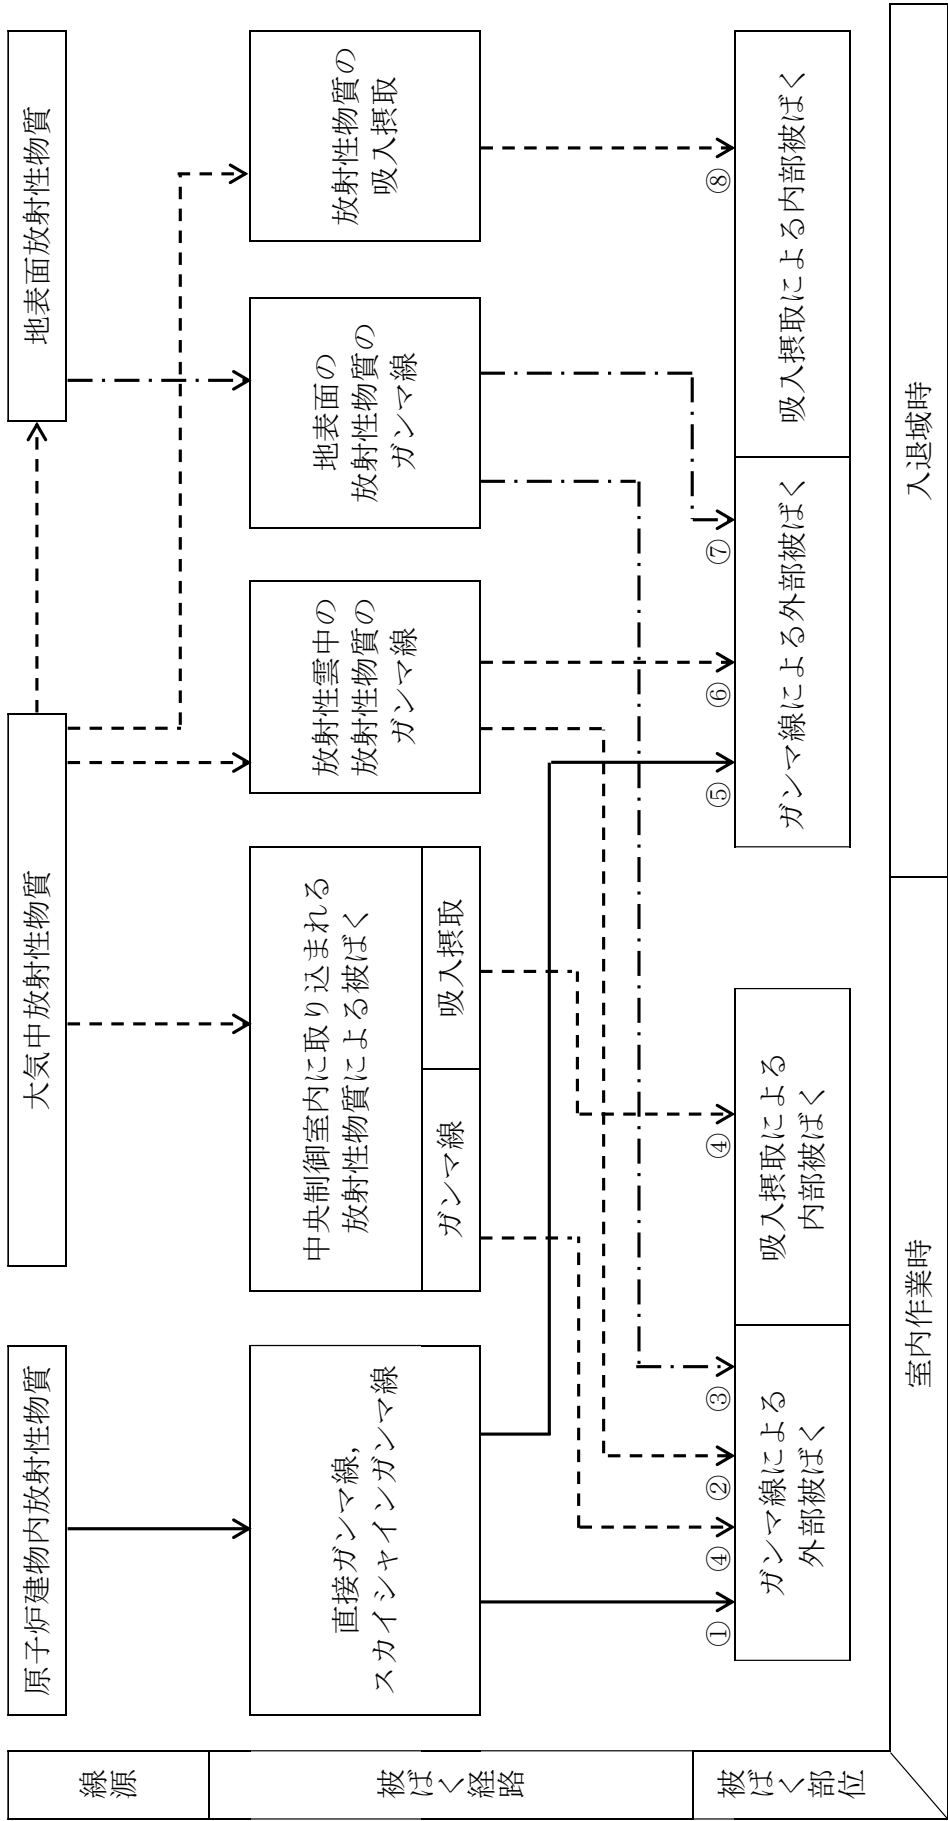 線源
原子炉建物内放射性物質
大気中放射性物質
地表面放射性物質
被ばく経路
直接ガンマ線,
スカイシャインガンマ線
中央制御室内に取り込まれる
放射性物質による被ばく
ガンマ線
吸入摂取
放射性雲中の
放射性物質の
ガンマ線
地表面の
放射性物質の
ガンマ線
放射性物質の
吸入摂取
被ばく部位
①
④
②
③
④
⑤
⑥
⑦
⑧
ガンマ線による
外部被ばく
吸入摂取による
内部被ばく
ガンマ線による外部被ばく
吸入摂取による内部被ばく
室内作業時
入退域時